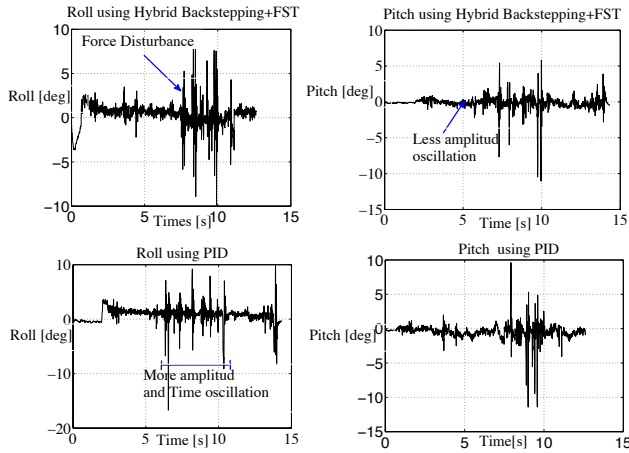 Roll using Hybrid Backstepping+FST
10
Force Disturbance
5
Roll [deg]
0
−5
−10
0
5
10
15
Times [s]
Pitch using Hybrid Backstepping+FST
10
5
Pitch [deg]
0
−5
Less amplitud
oscillation
−10
−15
0
5
10
15
Time [s]
Roll using PID
10
Roll [deg]
0
−10
More amplitud
and Time oscillation
−20
0
5
10
15
Time [s]
Pitch using PID
10
5
Pitch [deg]
0
−5
−10
−15
0
5
10
15
Time[s]